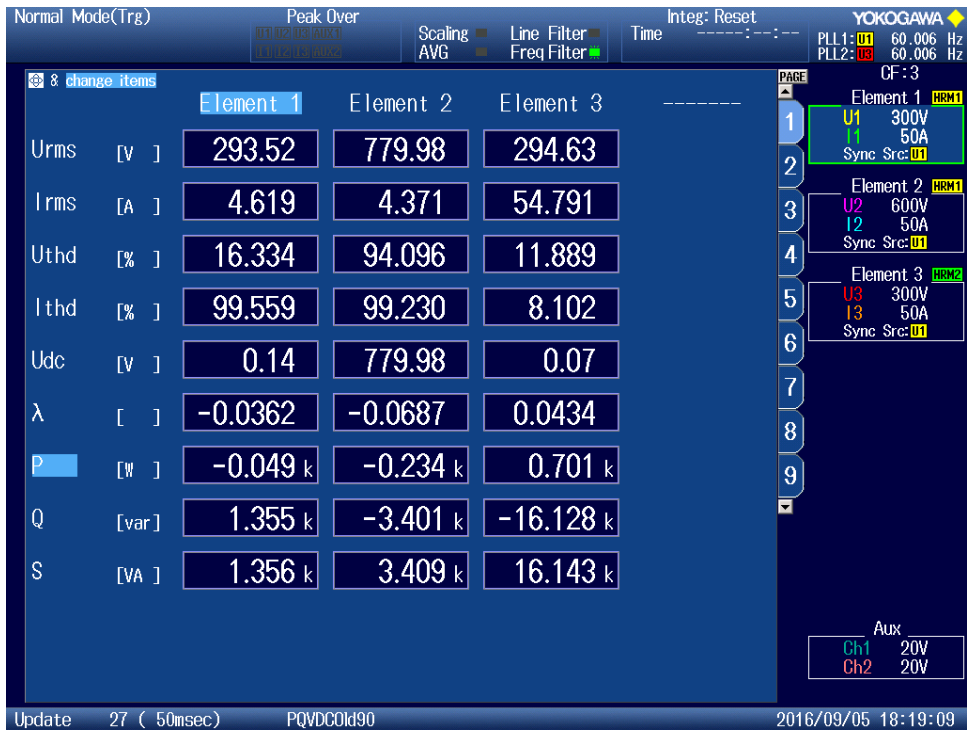 Normal Mode(Trg) Peak Over Integ: Reset YOKOGAWA
Scaling Line Filter Time -----:--:-- PLL1: U1 60.006 Hz
AVG Freq Filter PLL2: U3 60.006 Hz
& change items PAGE CF:3
Element 1 Element 2 Element 3 -------
Urms [V ] 293.52 779.98 294.63
Irms [A ] 4.619 4.371 54.791
Uthd [% ] 16.334 94.096 11.889
Ithd [% ] 99.559 99.230 8.102
Udc [V ] 0.14 779.98 0.07
λ [ ] -0.0362 -0.0687 0.0434
P [W ] -0.049 k -0.234 k 0.701 k
Q [var] 1.355 k -3.401 k -16.128 k
S [VA ] 1.356 k 3.409 k 16.143 k
1
2
3
4
5
6
7
8
9
Element 1 HRM1
U1 300V
I1 50A
Sync Src: U1
Element 2 HRM1
U2 600V
I2 50A
Sync Src: U1
Element 3 HRM2
U3 300V
I3 50A
Sync Src: U1
Aux
Ch1 20V
Ch2 20V
Update 27 ( 50msec) PQVDCOld90 2016/09/05 18:19:09